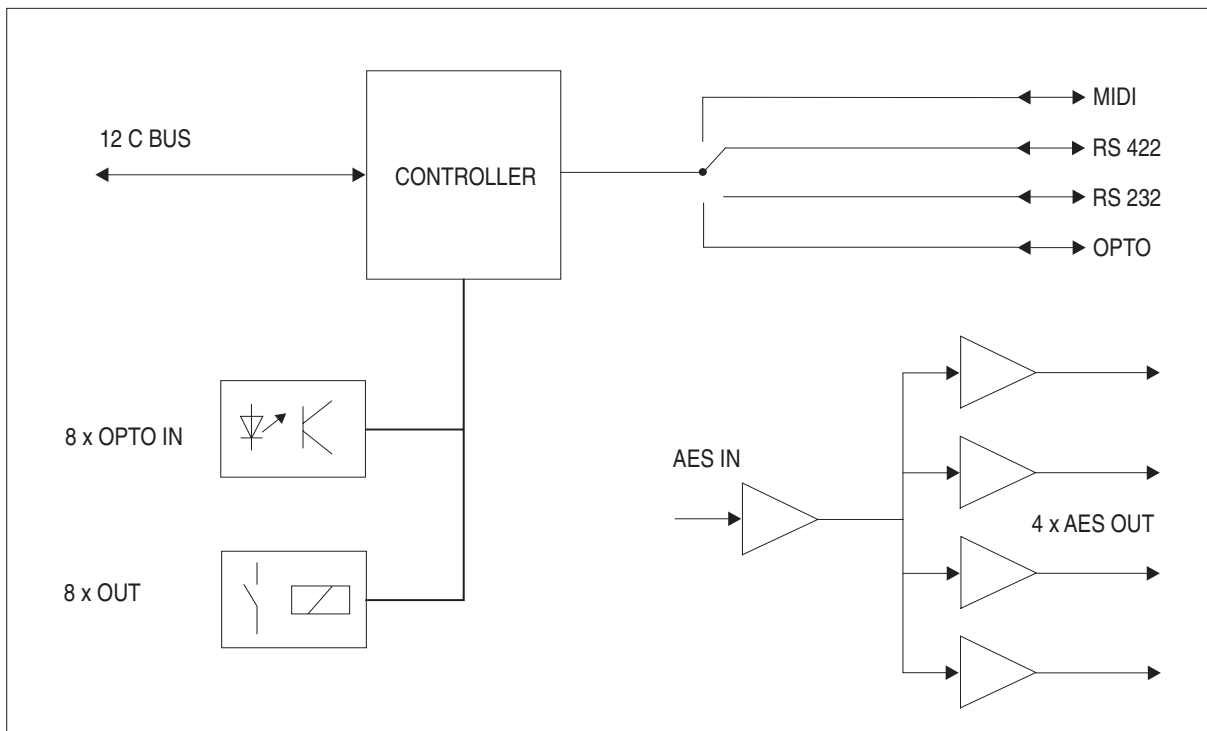 MIDI
12 C BUS
RS 422
CONTROLLER
RS 232
OPTO
8 x OPTO IN
AES IN
4 x AES OUT
8 x OUT